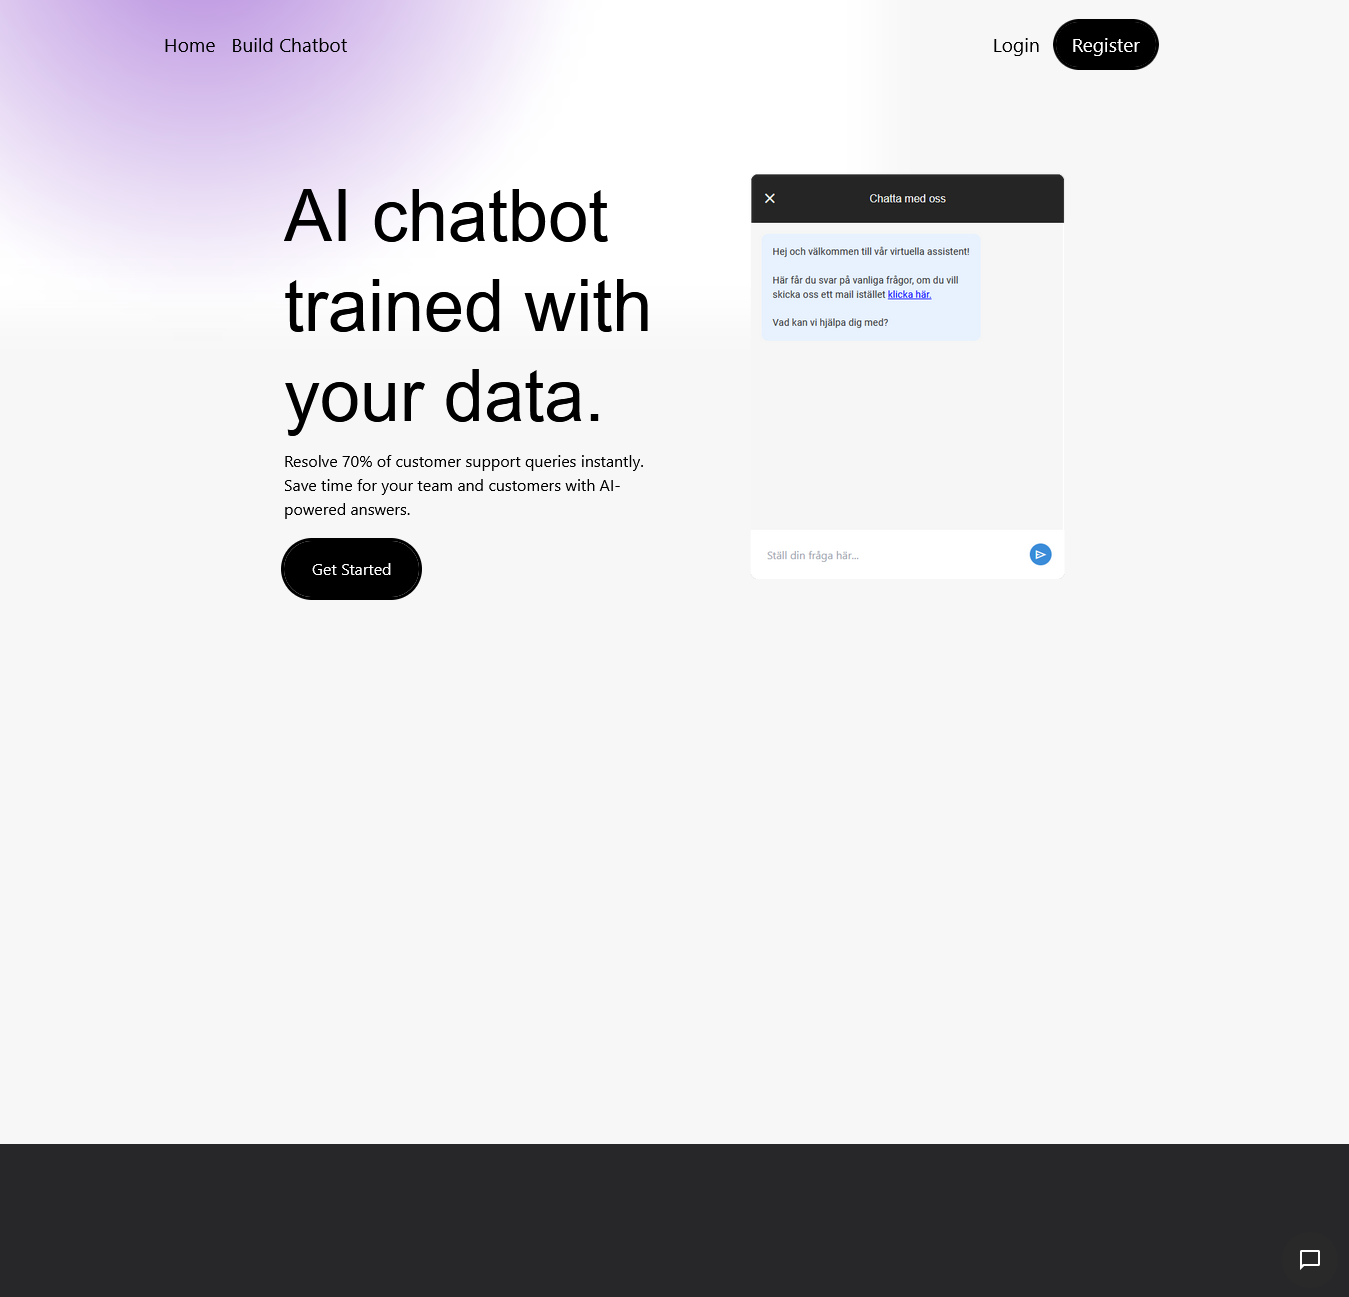 Home Build Chatbot Login Register
AI chatbot
trained with
your data.
Resolve 70% of customer support queries instantly.
Save time for your team and customers with AI-
powered answers.
Get Started
Chatta med oss
Hej och välkommen till vår virtuella assistent!
Här får du svar på vanliga frågor, om du vill
skicka oss ett mail istället klicka här.
Vad kan vi hjälpa dig med?
Ställ din fråga här...